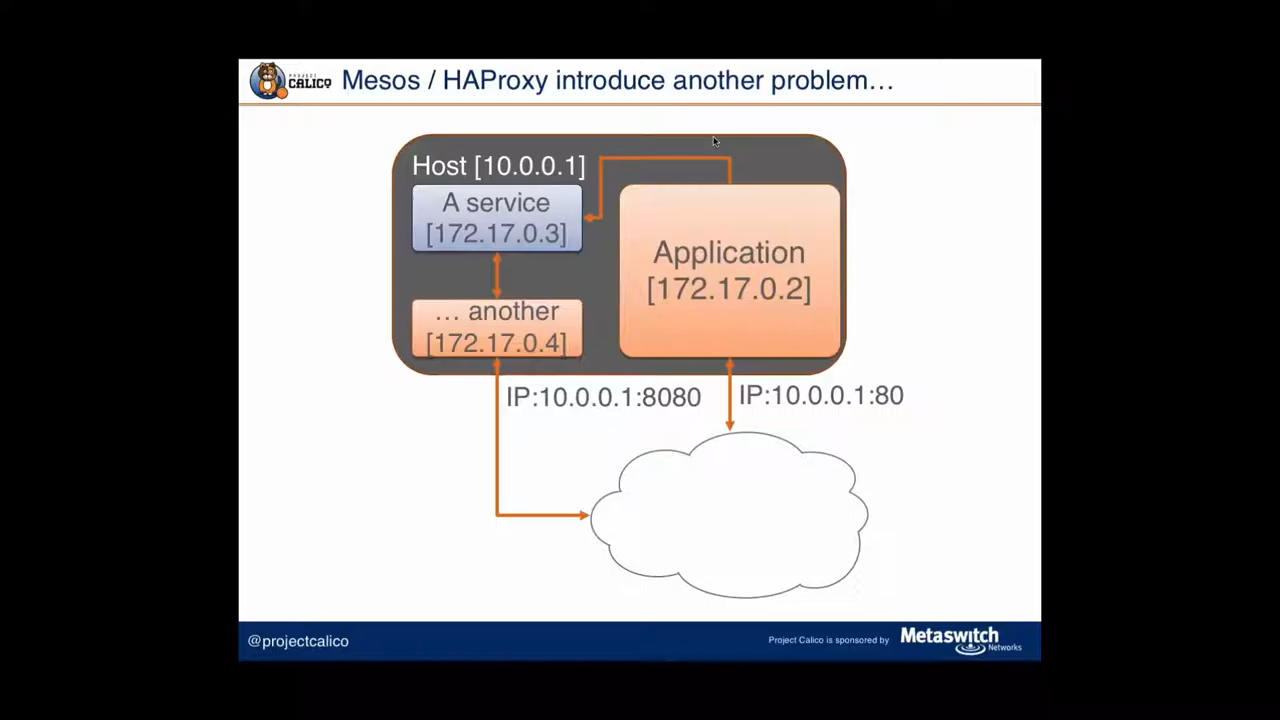 PROJECT
CALICO
Mesos / HAProxy introduce another problem…
Host [10.0.0.1]
A service
[172.17.0.3]
Application
[172.17.0.2]
… another
[172.17.0.4]
IP:10.0.0.1:8080
IP:10.0.0.1:80
@projectcalico
Project Calico is sponsored by
Metaswitch
Networks